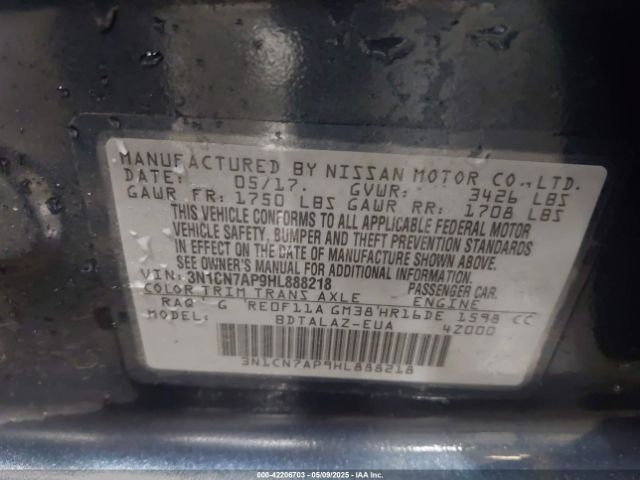 MANUFACTURED BY NISSAN MOTOR CO., LTD.
DATE: 05/17. GVWR: 3426 LBS
GAWR FR: 1750 LBS GAWR RR: 1708 LBS
THIS VEHICLE CONFORMS TO ALL APPLICABLE FEDERAL MOTOR
VEHICLE SAFETY, BUMPER AND THEFT PREVENTION STANDARDS
IN EFFECT ON THE DATE OF MANUFACTURE SHOWN ABOVE.
SEE OWNER'S MANUAL FOR ADDITIONAL INFORMATION.
VIN: 3N1CN7AP9HL888218 PASSENGER CAR.
COLOR TRIM TRANS AXLE ENGINE
RAQ G RE0F11A GM38 HR16DE 1598 CC
MODEL: BDTALAZ-EUA 4Z000
3N1CN7AP9HL888218
000-42206703 - 05/09/2025 - IAA Inc.